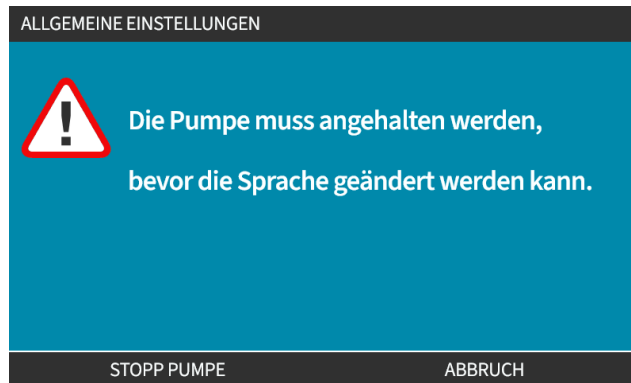 ALLGEMEINE EINSTELLUNGEN
!
Die Pumpe muss angehalten werden,
bevor die Sprache geändert werden kann.
STOPP PUMPE ABBRUCH